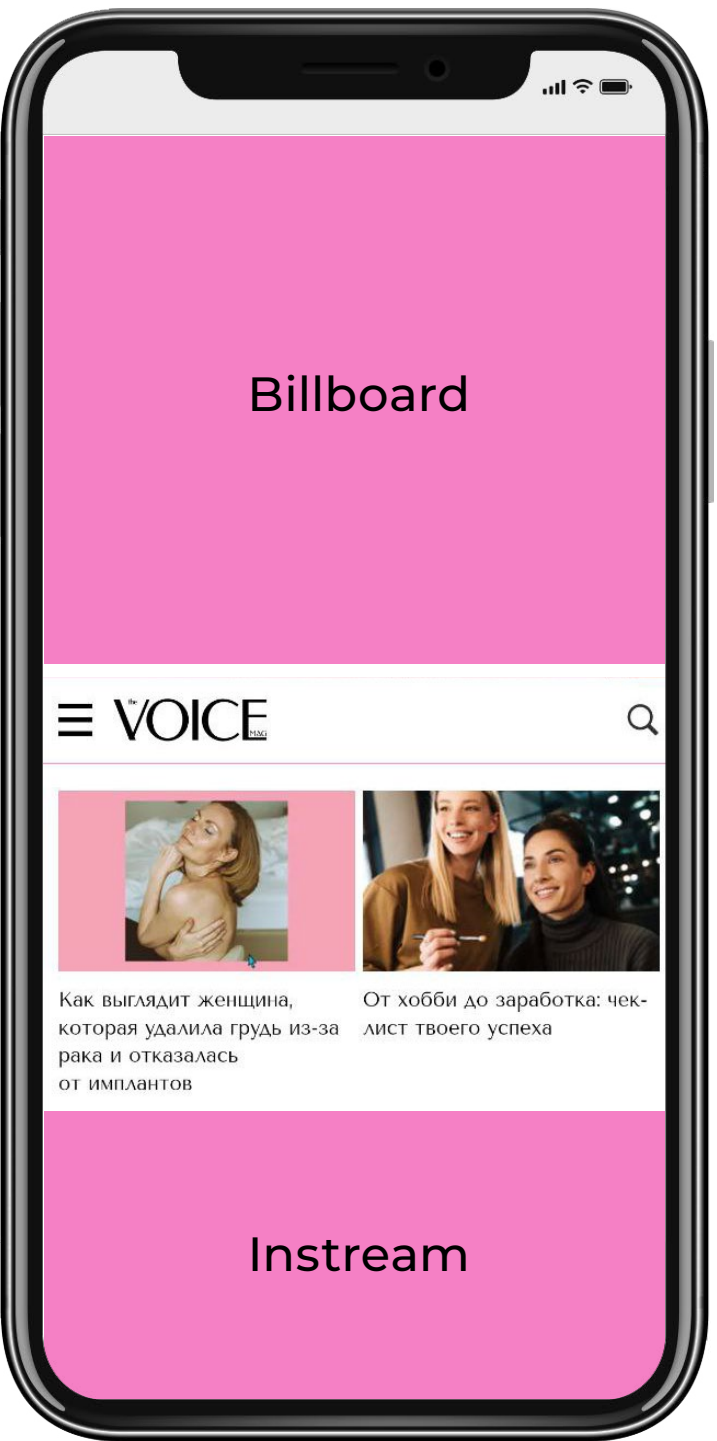 Billboard
the VOICE MAG
Как выглядит женщина,
которая удалила грудь из-за
рака и отказалась
от имплантов
От хобби до заработка: чек-
лист твоего успеха
Instream